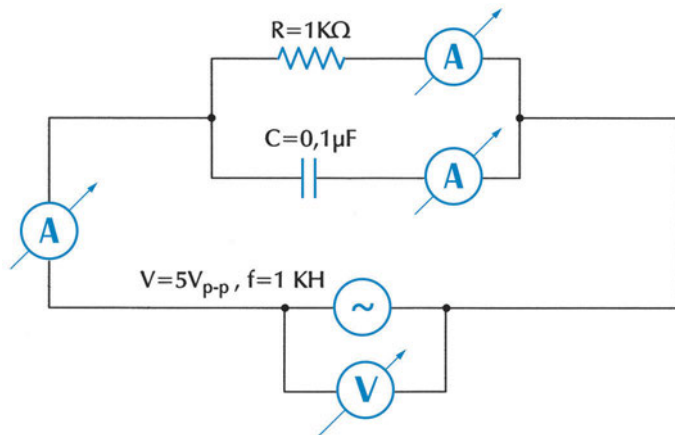 R=1KΩ
A
C=0,1µF
A
A
V=5Vp-p , f=1 KH
~
V